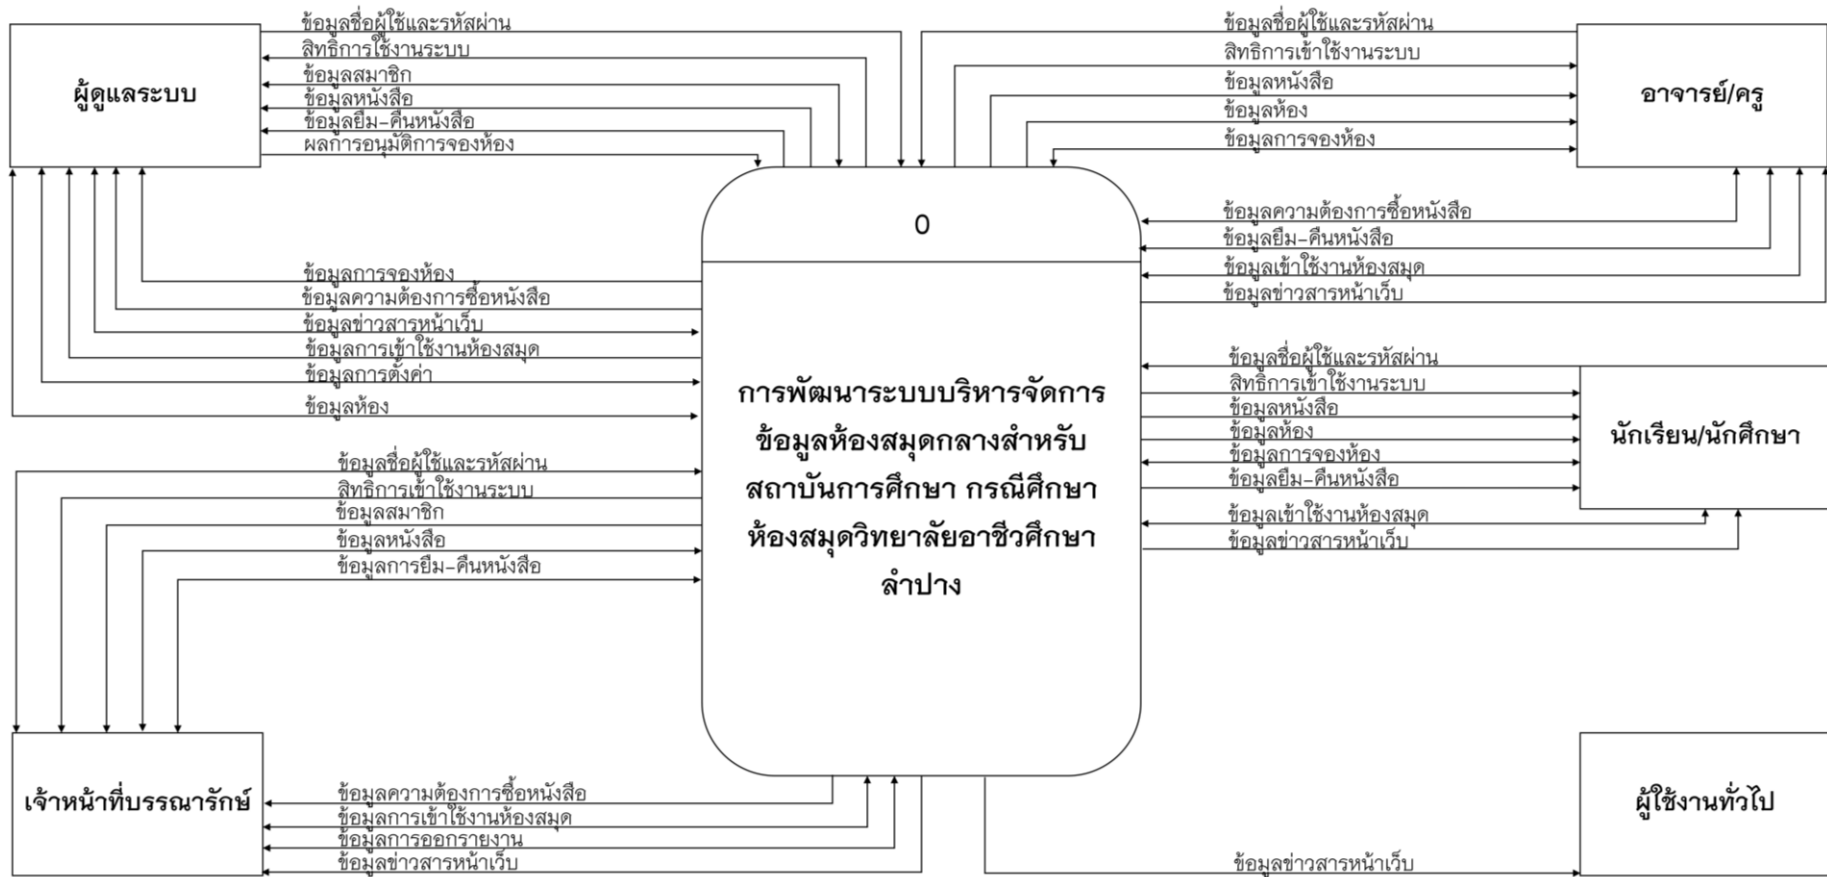 ผู้ดูแลระบบ
ข้อมูลชื่อผู้ใช้และรหัสผ่าน
สิทธิการใช้งานระบบ
ข้อมูลสมาชิก
ข้อมูลหนังสือ
ข้อมูลยืม-คืนหนังสือ
ผลการอนุมัติการจองห้อง
ข้อมูลชื่อผู้ใช้และรหัสผ่าน
สิทธิการเข้าใช้งานระบบ
ข้อมูลหนังสือ
ข้อมูลห้อง
ข้อมูลการจองห้อง
อาจารย์/ครู
ข้อมูลความต้องการซื้อหนังสือ
ข้อมูลยืม-คืนหนังสือ
ข้อมูลเข้าใช้งานห้องสมุด
ข้อมูลข่าวสารหน้าเว็บ
ข้อมูลการจองห้อง
ข้อมูลความต้องการซื้อหนังสือ
ข้อมูลข่าวสารหน้าเว็บ
ข้อมูลการเข้าใช้งานห้องสมุด
ข้อมูลการตั้งค่า
ข้อมูลห้อง
0
การพัฒนาระบบบริหารจัดการ
ข้อมูลห้องสมุดกลางสำหรับ
สถาบันการศึกษา กรณีศึกษา
ห้องสมุดวิทยาลัยอาชีวศึกษา
ลำปาง
ข้อมูลชื่อผู้ใช้และรหัสผ่าน
สิทธิการเข้าใช้งานระบบ
ข้อมูลหนังสือ
ข้อมูลห้อง
ข้อมูลการจองห้อง
ข้อมูลยืม-คืนหนังสือ
ข้อมูลเข้าใช้งานห้องสมุด
ข้อมูลข่าวสารหน้าเว็บ
นักเรียน/นักศึกษา
ข้อมูลชื่อผู้ใช้และรหัสผ่าน
สิทธิการเข้าใช้งานระบบ
ข้อมูลสมาชิก
ข้อมูลหนังสือ
ข้อมูลการยืม-คืนหนังสือ
เจ้าหน้าที่บรรณารักษ์
ข้อมูลความต้องการซื้อหนังสือ
ข้อมูลการเข้าใช้งานห้องสมุด
ข้อมูลการออกรายงาน
ข้อมูลข่าวสารหน้าเว็บ
ข้อมูลข่าวสารหน้าเว็บ
ผู้ใช้งานทั่วไป